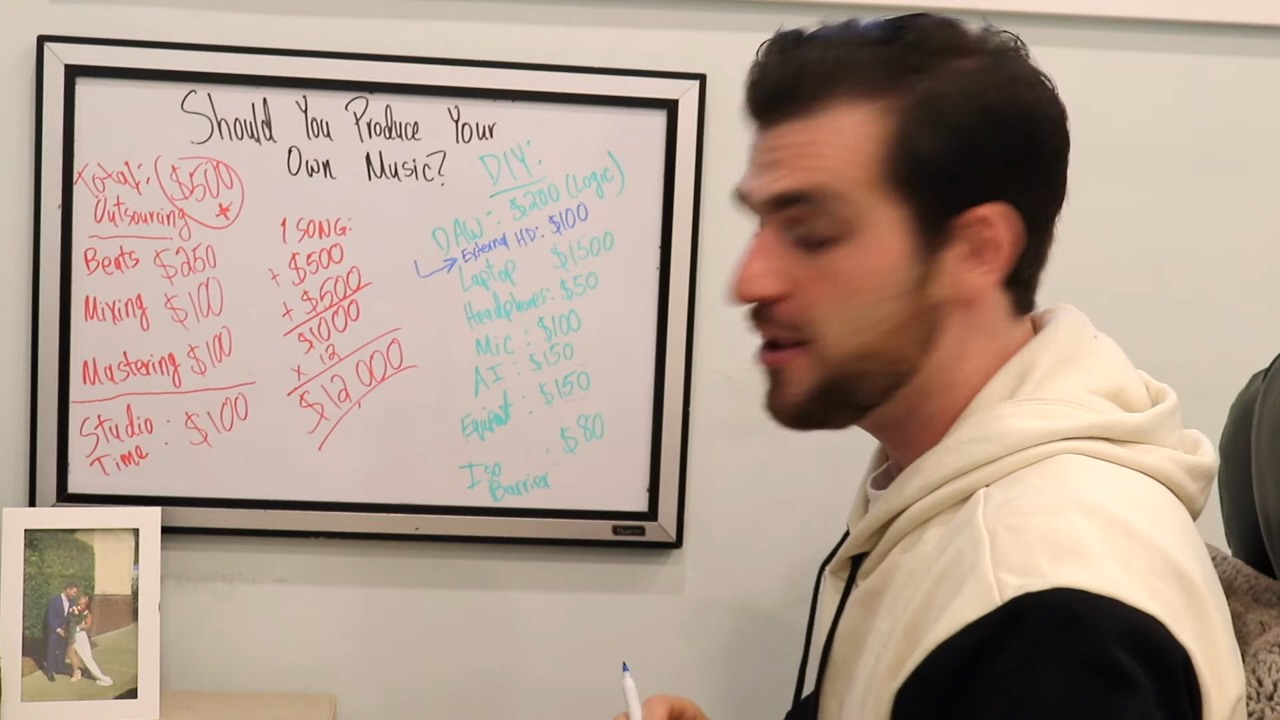 Should You Produce Your
Own Music?
Total: ($500)
Outsourcing
Beats $250
Mixing $100
Mastering $100
Studio : $100
Time
1 SONG:
+ $500
+ $500
$1000
x 12
$12,000
DIY:
DAW: $200 (Logic)
External HD: $100
Laptop $1500
Headphones: $50
Mic : $100
AI : $150
: $150
Iso : $80
Barrier